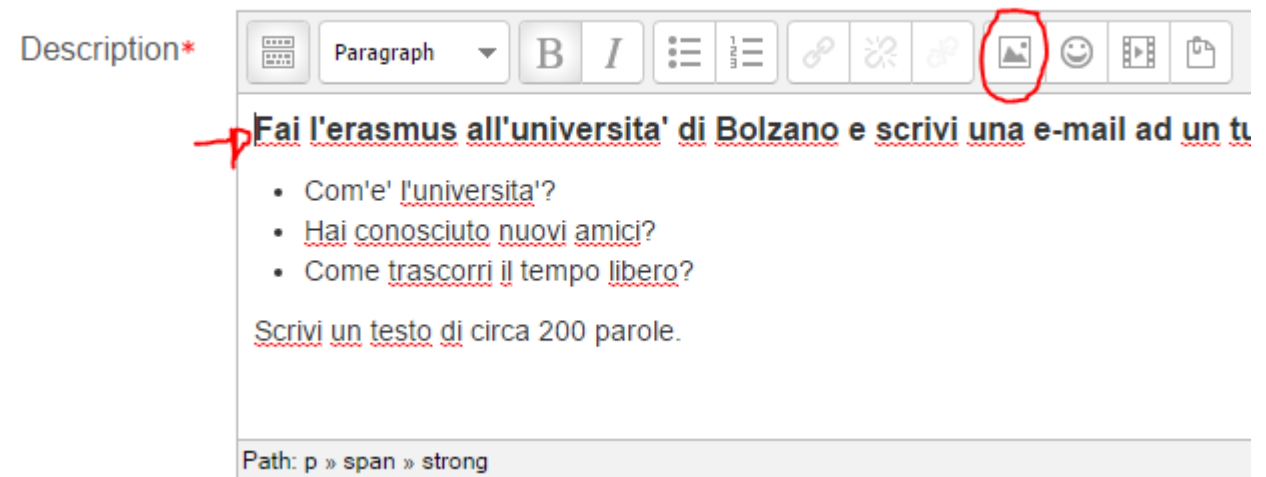 Description*
Paragraph B I
Fai l'erasmus all'universita' di Bolzano e scrivi una e-mail ad un tu
• Com'e' l'universita'?
• Hai conosciuto nuovi amici?
• Come trascorri il tempo libero?
Scrivi un testo di circa 200 parole.
Path: p » span » strong